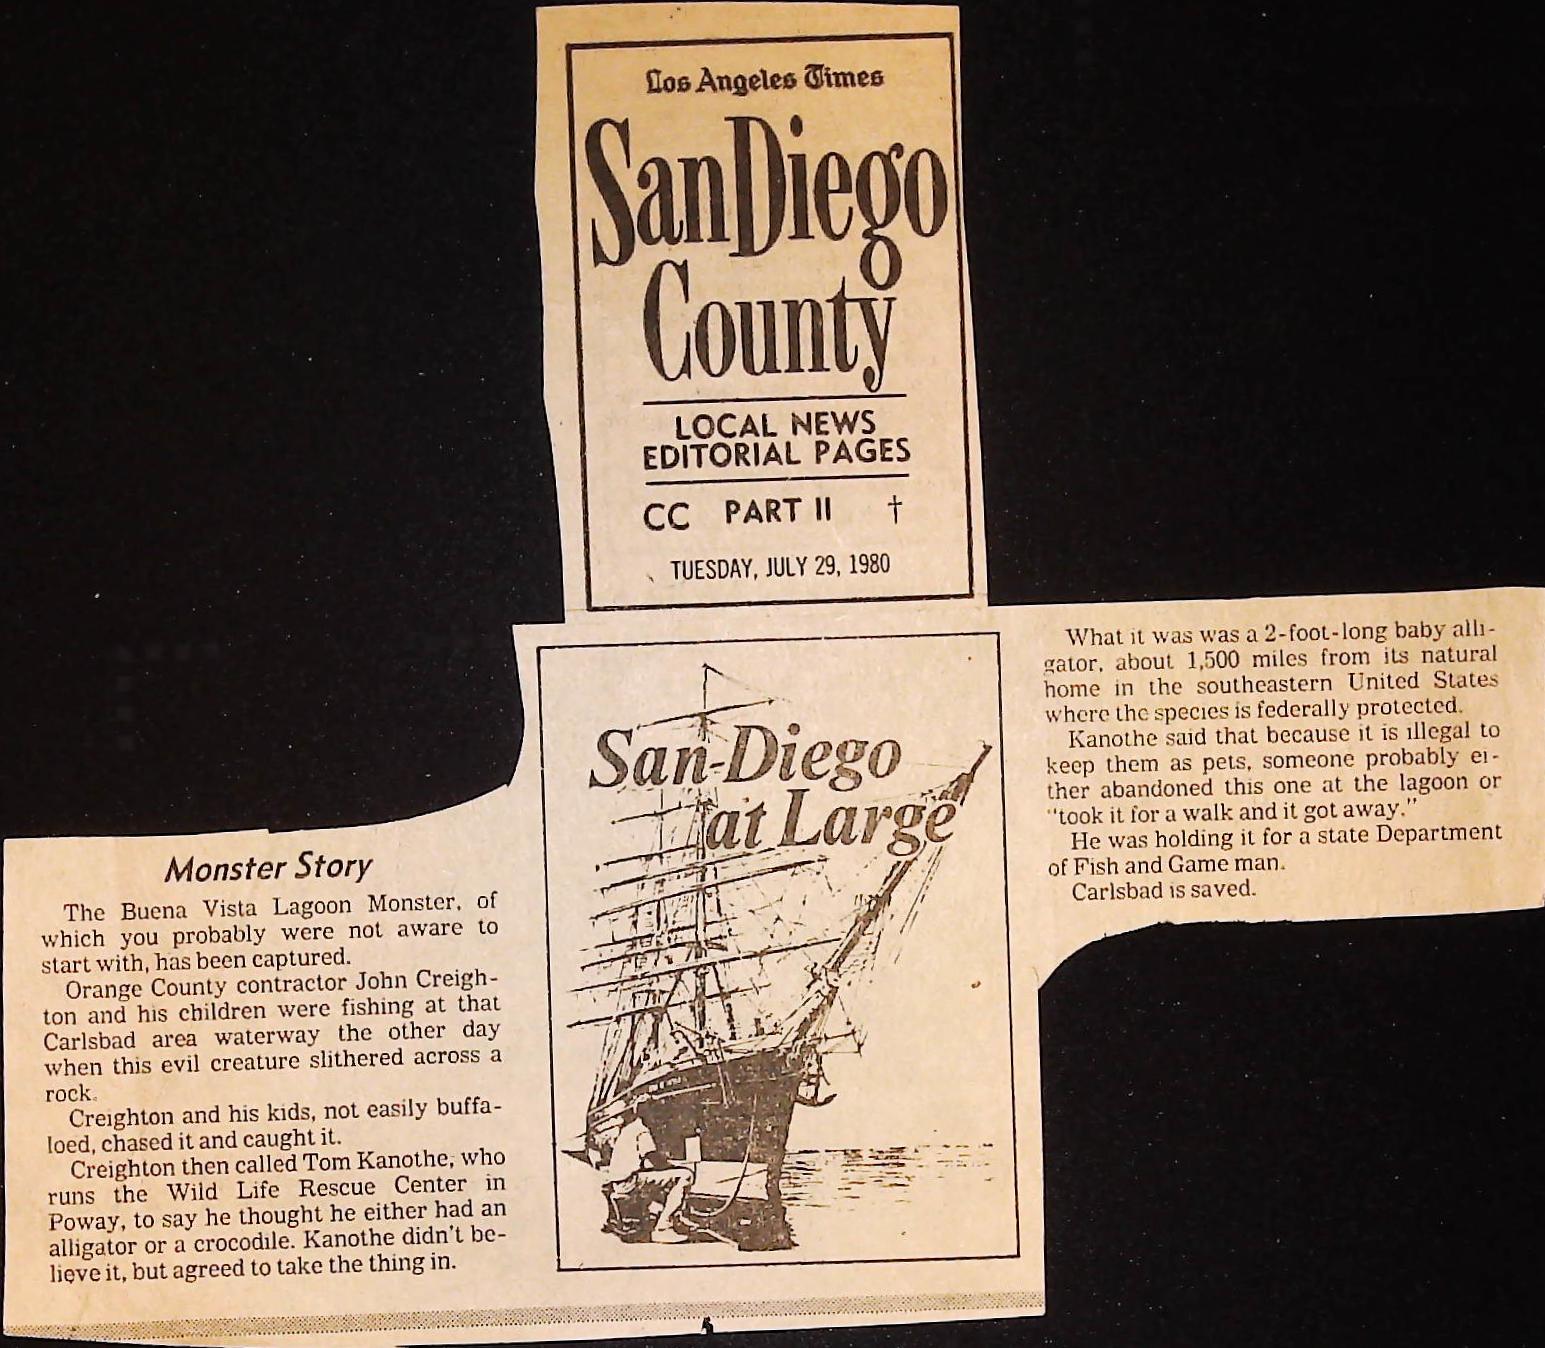 Los Angeles Times
San Diego
County
LOCAL NEWS
EDITORIAL PAGES
CC PART II †
TUESDAY, JULY 29, 1980
San Diego
at Large
Monster Story
The Buena Vista Lagoon Monster, of
which you probably were not aware to
start with, has been captured.
Orange County contractor John Creigh-
ton and his children were fishing at that
Carlsbad area waterway the other day
when this evil creature slithered across a
rock.
Creighton and his kids, not easily buffa-
loed, chased it and caught it.
Creighton then called Tom Kanothe, who
runs the Wild Life Rescue Center in
Poway, to say he thought he either had an
alligator or a crocodile. Kanothe didn't be-
lieve it, but agreed to take the thing in.
What it was was a 2-foot-long baby alli-
gator, about 1,500 miles from its natural
home in the southeastern United States
where the species is federally protected.
Kanothe said that because it is illegal to
keep them as pets, someone probably ei-
ther abandoned this one at the lagoon or
"took it for a walk and it got away."
He was holding it for a state Department
of Fish and Game man.
Carlsbad is saved.